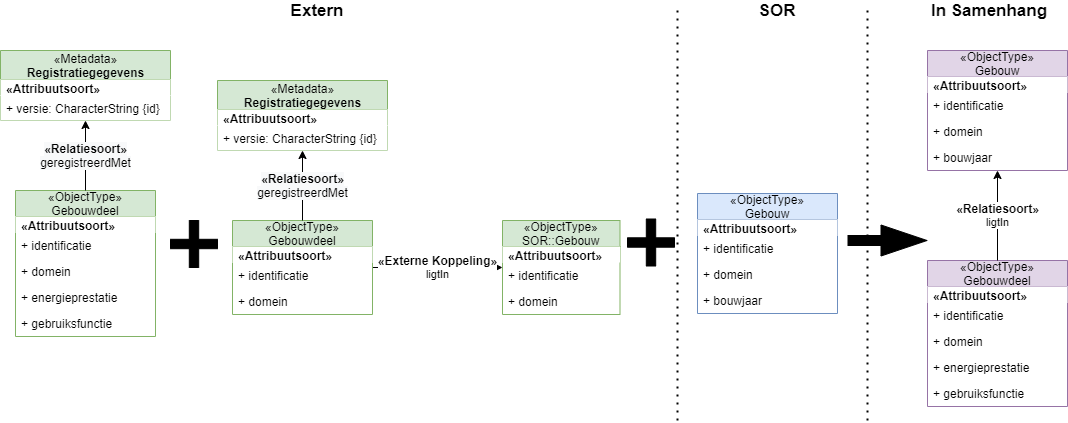 Extern
SOR
In Samenhang
«Metadata»
Registratiegegevens
«Attribuutsoort»
+ versie: CharacterString {id}
«Relatiesoort»
geregistreerdMet
«ObjectType»
Gebouwdeel
«Attribuutsoort»
+ identificatie
+ domein
+ energieprestatie
+ gebruiksfunctie
«Metadata»
Registratiegegevens
«Attribuutsoort»
+ versie: CharacterString {id}
«Relatiesoort»
geregistreerdMet
«ObjectType»
Gebouwdeel
«Attribuutsoort»
+ identificatie
+ domein
«Externe Koppeling»
ligtIn
«ObjectType»
SOR::Gebouw
«Attribuutsoort»
+ identificatie
+ domein
«ObjectType»
Gebouw
«Attribuutsoort»
+ identificatie
+ domein
+ bouwjaar
«ObjectType»
Gebouw
«Attribuutsoort»
+ identificatie
+ domein
+ bouwjaar
«Relatiesoort»
ligtIn
«ObjectType»
Gebouwdeel
«Attribuutsoort»
+ identificatie
+ domein
+ energieprestatie
+ gebruiksfunctie